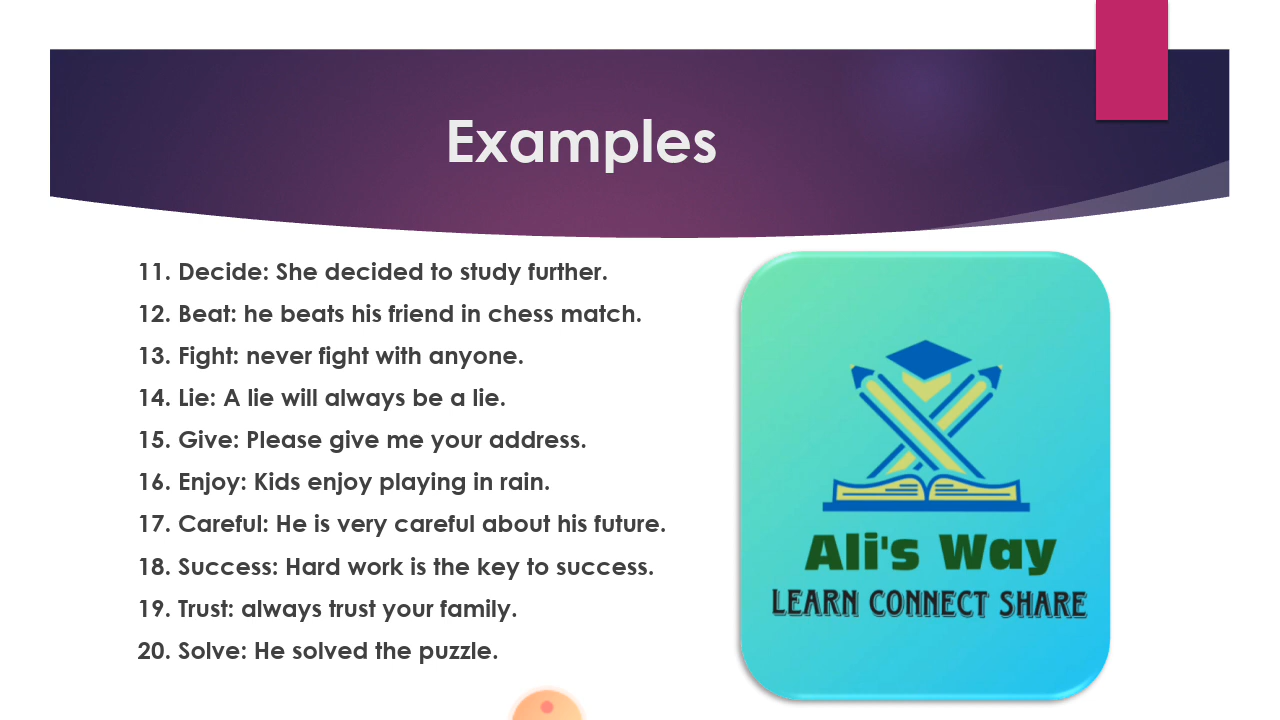 Examples
11. Decide: She decided to study further.
12. Beat: he beats his friend in chess match.
13. Fight: never fight with anyone.
14. Lie: A lie will always be a lie.
15. Give: Please give me your address.
16. Enjoy: Kids enjoy playing in rain.
17. Careful: He is very careful about his future.
18. Success: Hard work is the key to success.
19. Trust: always trust your family.
20. Solve: He solved the puzzle.
Ali's Way
LEARN CONNECT SHARE